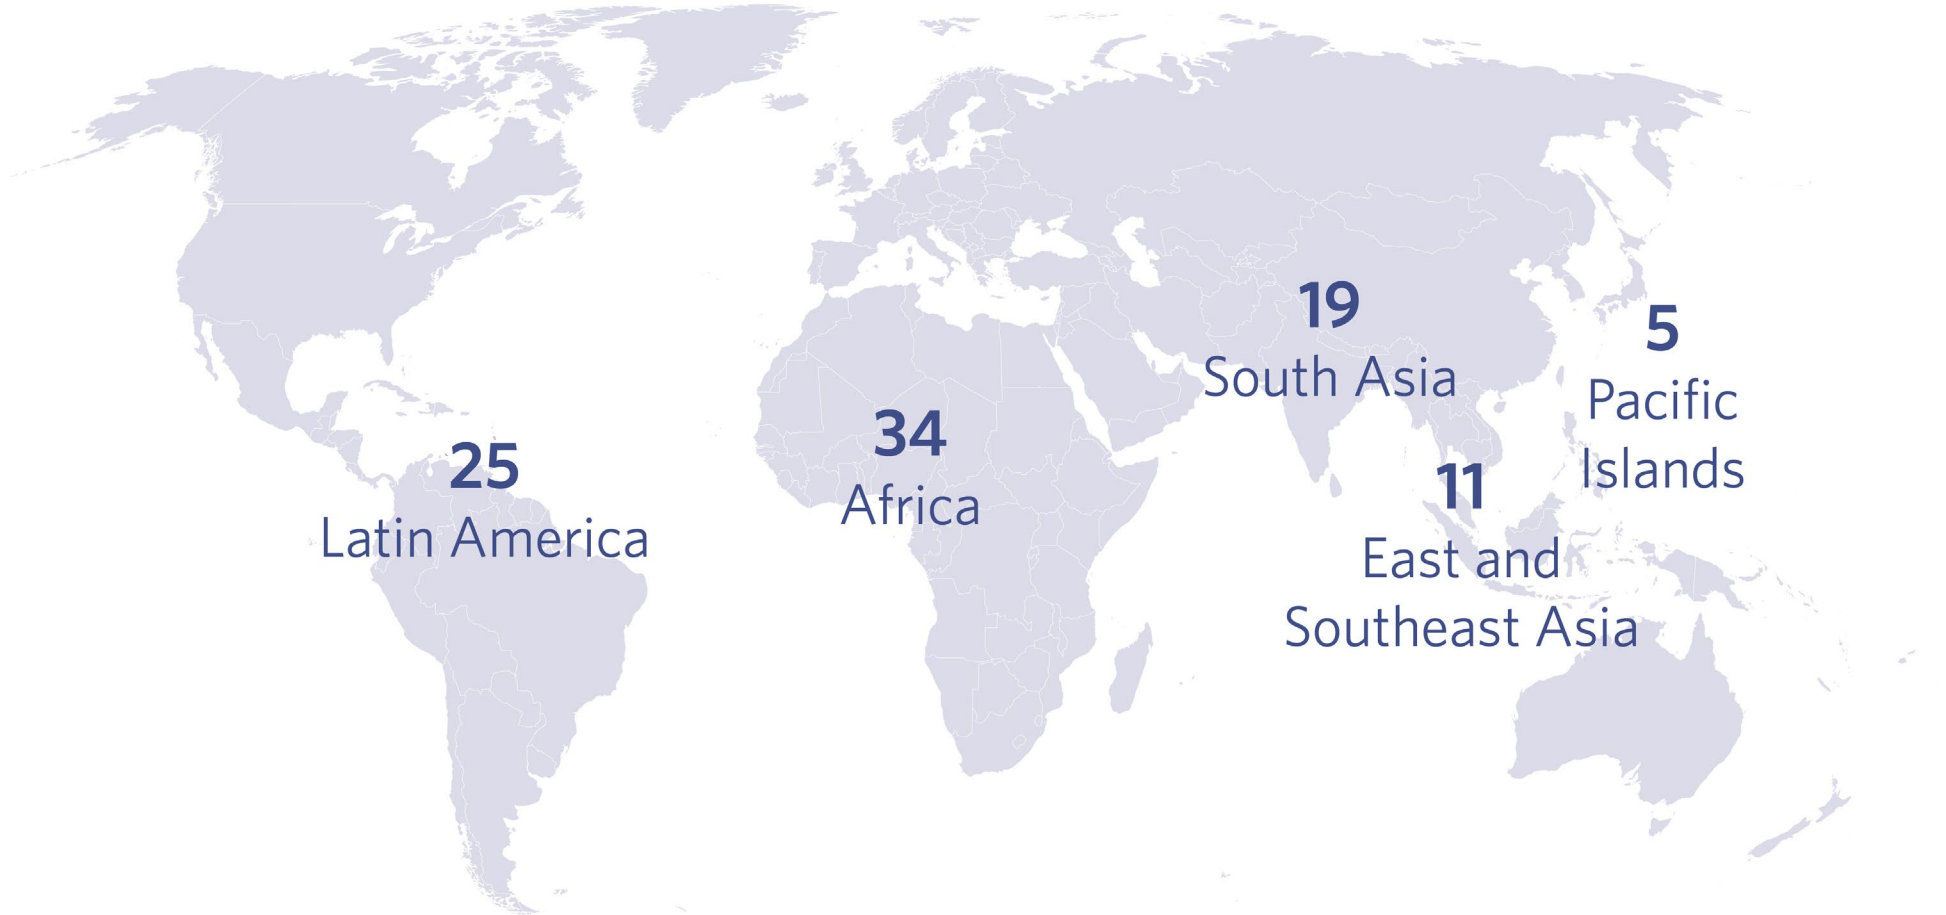 25
Latin America
34
Africa
19
South Asia
11
East and
Southeast Asia
5
Pacific
Islands